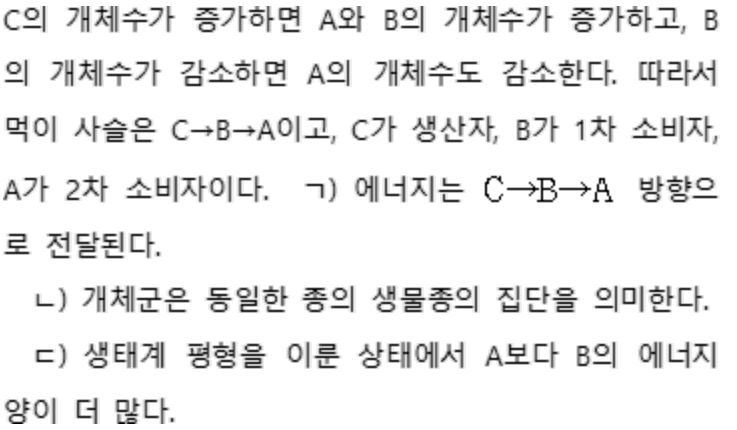 C의 개체수가 증가하면 A와 B의 개체수가 증가하고, B
의 개체수가 감소하면 A의 개체수도 감소한다. 따라서
먹이 사슬은 C→B→A이고, C가 생산자, B가 1차 소비자,
A가 2차 소비자이다. ㄱ) 에너지는 C→B→A 방향으
로 전달된다.
ㄴ) 개체군은 동일한 종의 생물종의 집단을 의미한다.
ㄷ) 생태계 평형을 이룬 상태에서 A보다 B의 에너지
양이 더 많다.